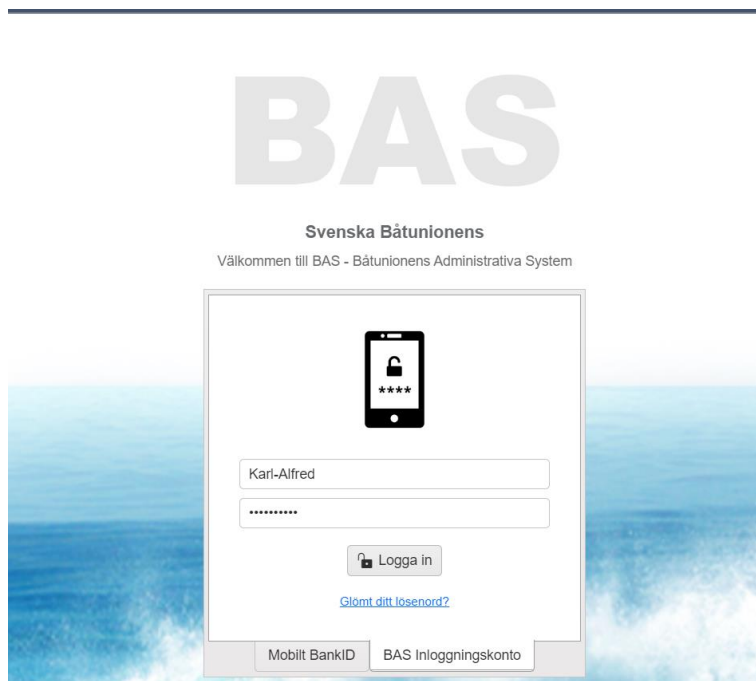 BAS
Svenska Båtunionens
Välkommen till BAS - Båtunionens Administrativa System
****
Karl-Alfred
••••••••••
Logga in
Glömt ditt lösenord?
Mobilt BankID
BAS Inloggningskonto